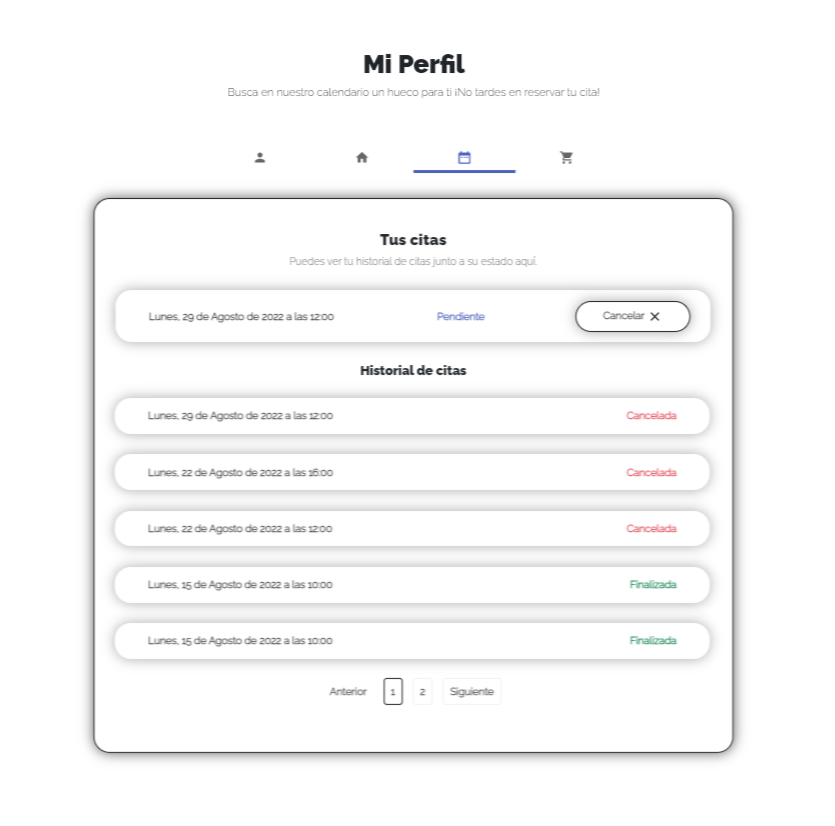 Mi Perfil
Busca en nuestro calendario un hueco para ti ¡No tardes en reservar tu cita!
Tus citas
Puedes ver tu historial de citas junto a su estado aquí.
Lunes, 29 de Agosto de 2022 a las 12:00 Pendiente Cancelar ✕
Historial de citas
Lunes, 29 de Agosto de 2022 a las 12:00 Cancelada
Lunes, 22 de Agosto de 2022 a las 16:00 Cancelada
Lunes, 22 de Agosto de 2022 a las 12:00 Cancelada
Lunes, 15 de Agosto de 2022 a las 10:00 Finalizada
Lunes, 15 de Agosto de 2022 a las 10:00 Finalizada
Anterior 1 2 Siguiente